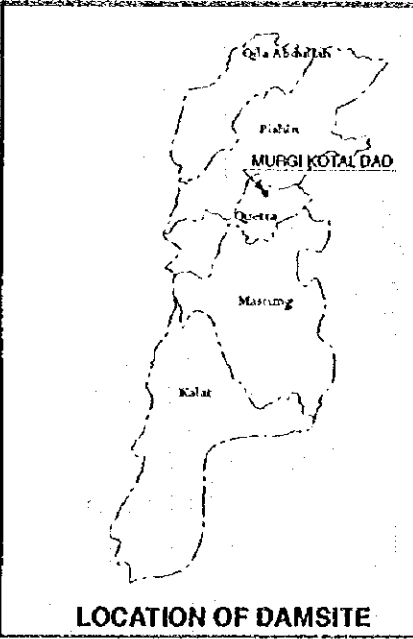 Qila Abdullah
Pishin
MURGI KOTAL DAD
Quetta
Mastung
Kalat
LOCATION OF DAMSITE